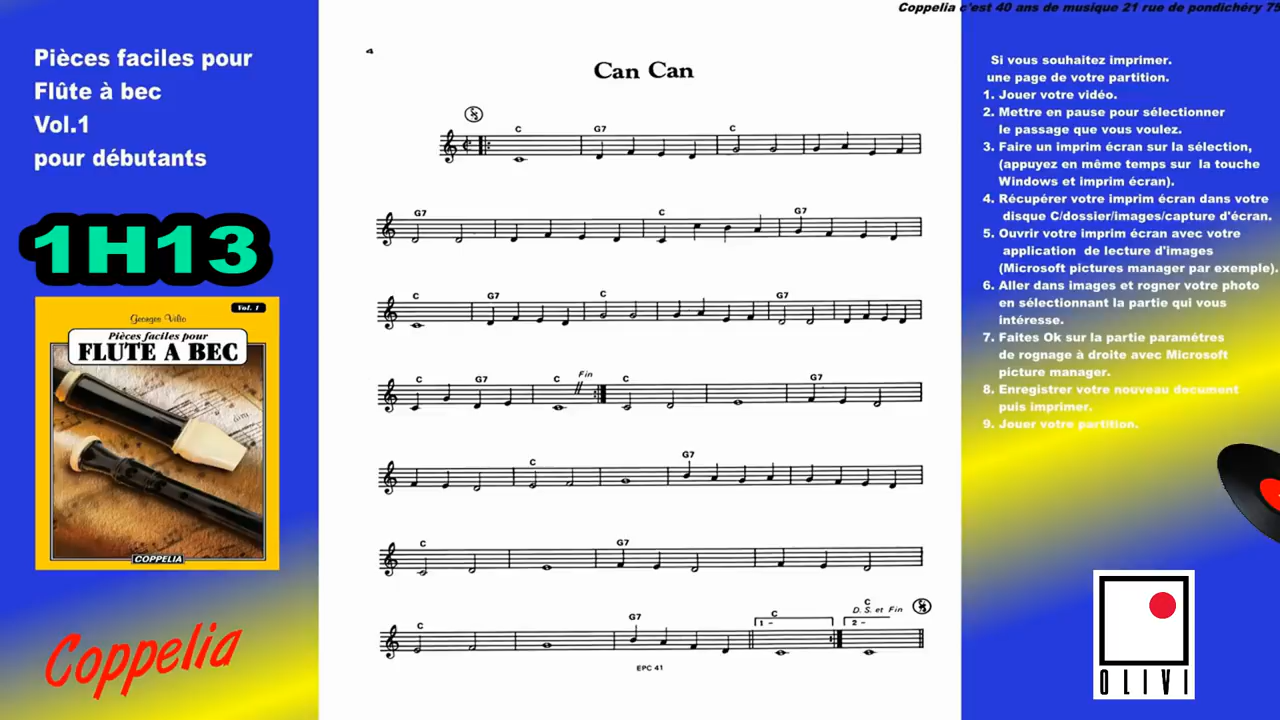 Coppelia c'est 40 ans de musique 21 rue de pondichéry 75
Pièces faciles pour
Flûte à bec
Vol.1
pour débutants
1H13
Vol. 1
Pièces faciles pour
FLUTE A BEC
COPPELIA
Coppelia
4
Can Can
C G7 C
G7 C G7
C G7 C G7
C G7 C Fin C G7
C G7
C G7
C G7 C C
D.S. et Fin
1 - 2 -
EPC 41
Si vous souhaitez imprimer.
une page de votre partition.
1. Jouer votre vidéo.
2. Mettre en pause pour sélectionner
le passage que vous voulez.
3. Faire un imprim écran sur la sélection,
(appuyez en même temps sur la touche
Windows et imprim écran).
4. Récupérer votre imprim écran dans votre
disque C/dossier/images/capture d'écran.
5. Ouvrir votre imprim écran avec votre
application de lecture d'images
(Microsoft pictures manager par exemple).
6. Aller dans images et rogner votre photo
en sélectionnant la partie qui vous
intéresse.
7. Faites Ok sur la partie paramétres
de rognage à droite avec Microsoft
picture manager.
8. Enregistrer votre nouveau document
puis imprimer.
9. Jouer votre partition.
OLIVI